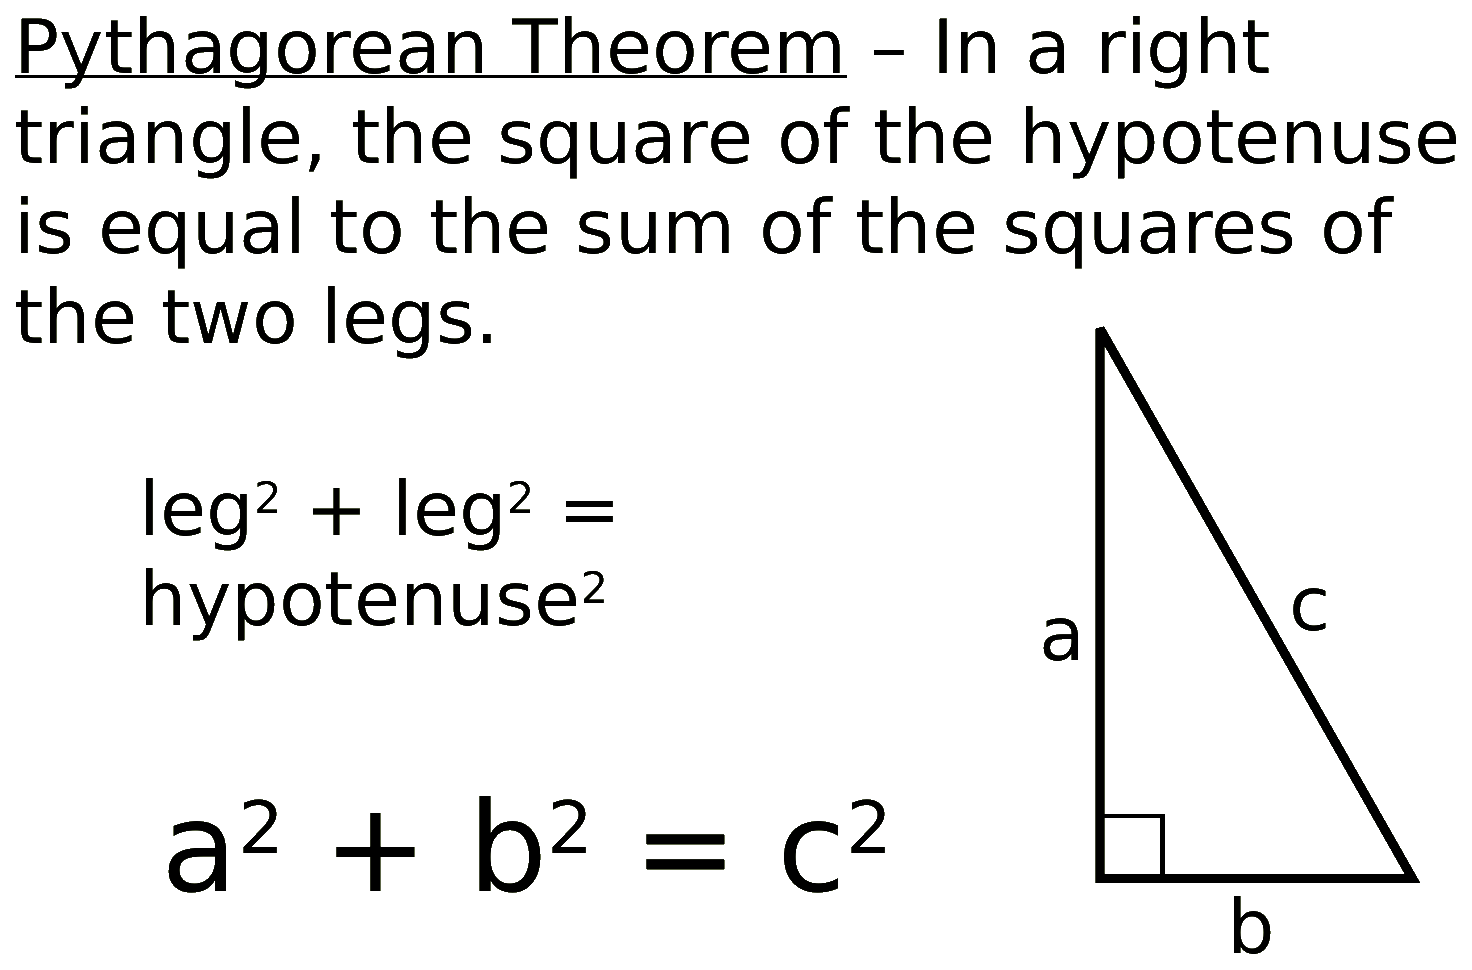 Pythagorean Theorem – In a right
triangle, the square of the hypotenuse
is equal to the sum of the squares of
the two legs.
leg² + leg² =
hypotenuse²
a² + b² = c²
a
c
b